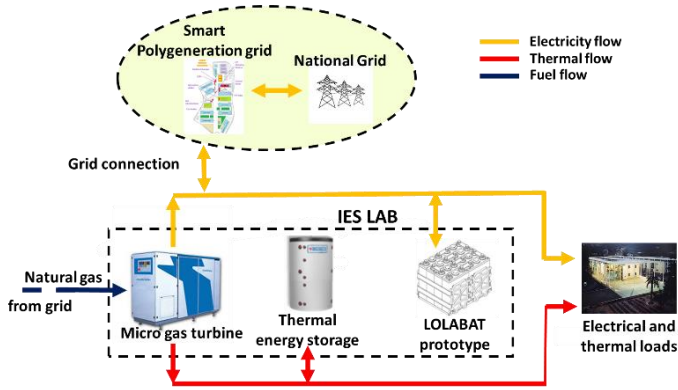 Smart
Polygeneration grid
National Grid
Electricity flow
Thermal flow
Fuel flow
Grid connection
IES LAB
Natural gas
from grid
Micro gas turbine
Thermal
energy storage
LOLABAT
prototype
Electrical and
thermal loads